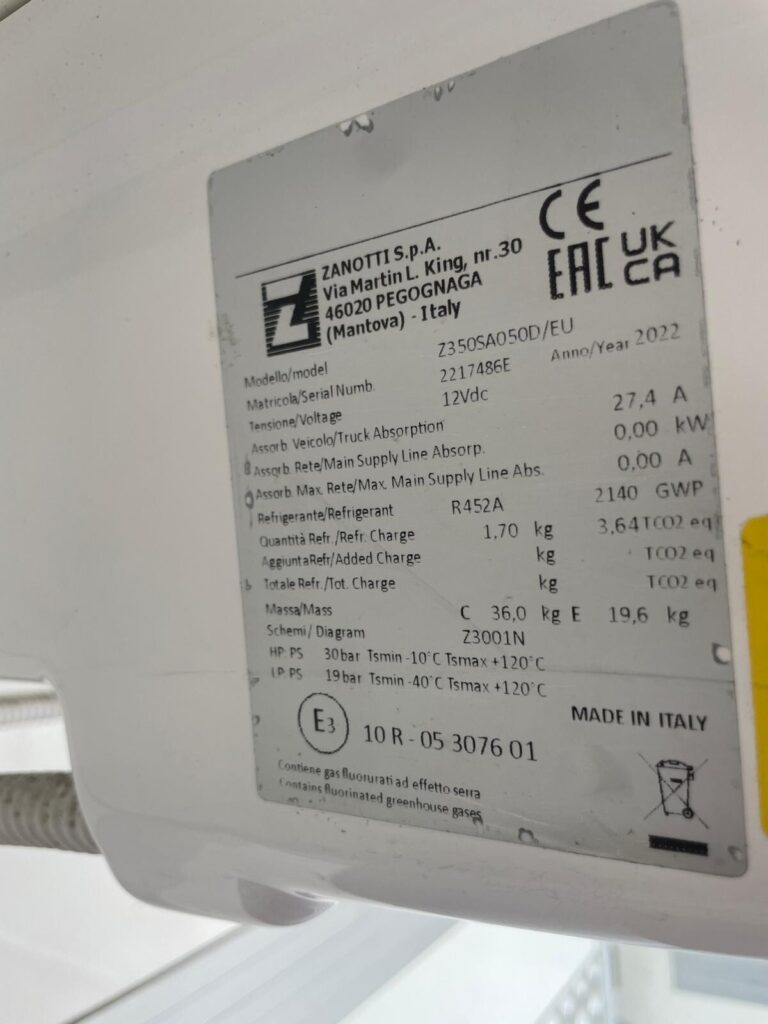 CE
EAC UK
CA
ZANOTTI S.p.A.
Via Martin L. King, nr.30
46020 PEGOGNAGA
(Mantova) - Italy
Modello/model Z350SA050D/EU
Matricola/Serial Numb. 2217486E Anno/Year 2022
Tensione/Voltage 12Vdc
Assorb. Veicolo/Truck Absorption 27,4 A
Assorb. Rete/Main Supply Line Absorp. 0,00 kW
Assorb. Max. Rete/Max. Main Supply Line Abs. 0,00 A
Refrigerante/Refrigerant R452A 2140 GWP
Quantità Refr./Refr. Charge 1,70 kg 3,64TCO2 eq
AggiuntaRefr/Added Charge kg TCO2 eq
Totale Refr./Tot. Charge kg TCO2 eq
Massa/Mass C 36,0 kg E 19,6 kg
Schemi/ Diagram Z3001N
HP: PS 30bar Tsmin -10°C Tsmax +120°C
LP: PS 19bar Tsmin -40°C Tsmax +120°C
E3 10 R - 05 3076 01 MADE IN ITALY
Contiene gas fluorurati ad effetto serra
Contains fluorinated greenhouse gases